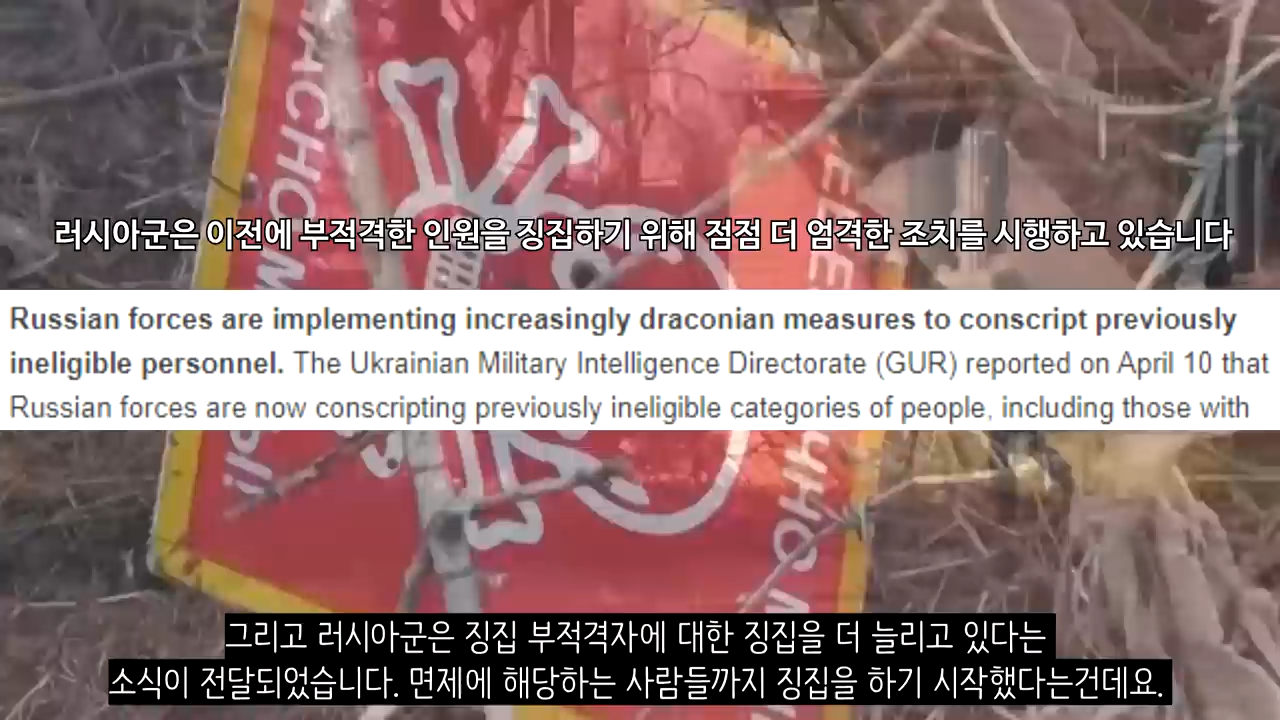 러시아군은 이전에 부적격한 인원을 징집하기 위해 점점 더 엄격한 조치를 시행하고 있습니다
Russian forces are implementing increasingly draconian measures to conscript previously
ineligible personnel. The Ukrainian Military Intelligence Directorate (GUR) reported on April 10 that
Russian forces are now conscripting previously ineligible categories of people, including those with
그리고 러시아군은 징집 부적격자에 대한 징집을 더 늘리고 있다는
소식이 전달되었습니다. 면제에 해당하는 사람들까지 징집을 하기 시작했다는건데요.